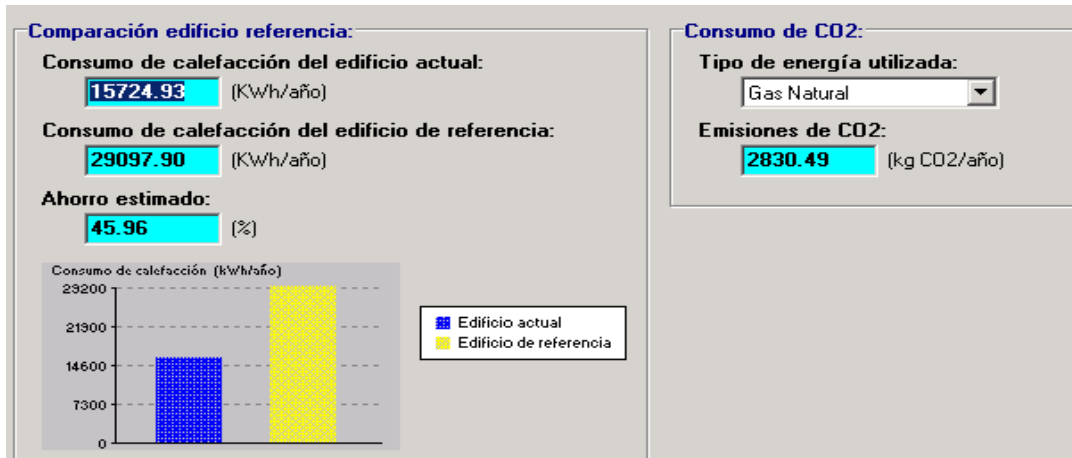 Comparación edificio referencia:
Consumo de calefacción del edificio actual:
15724.93 (KWh/año)
Consumo de calefacción del edificio de referencia:
29097.90 (KWh/año)
Ahorro estimado:
45.96 (%)
Consumo de calefacción (kWh/año)
29200
21900
14600
7300
0
Edificio actual
Edificio de referencia
Consumo de CO2:
Tipo de energía utilizada:
Gas Natural
Emisiones de CO2:
2830.49 (kg CO2/año)